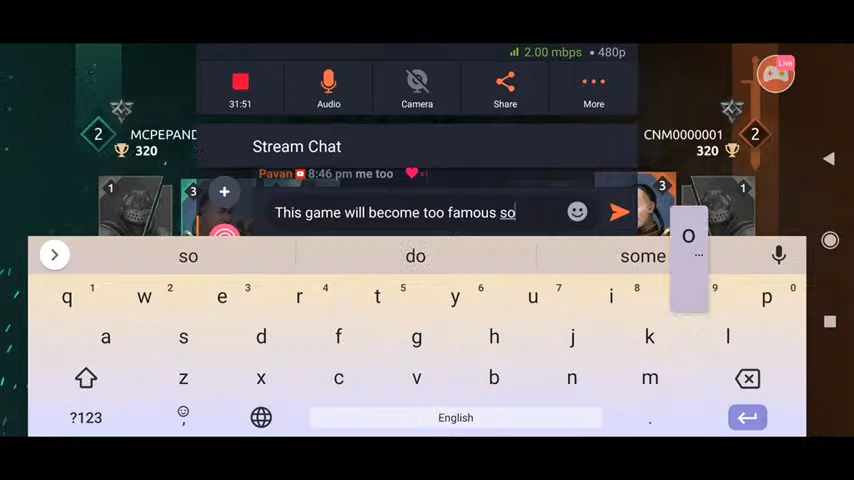 2.00 mbps • 480p
Live
31:51
Audio
Camera
Share
More
2
MCPEPAND
320
CNM0000001
2
320
Stream Chat
Pavan 8:46 pm me too
1
3
3
1
This game will become too famous so
so
do
some
o
...
q 1 w 2 e 3 r 4 t 5 y 6 u 7 i 8 9 p 0
a s d f g h j k l
z x c v b n m
?123
,
English
.